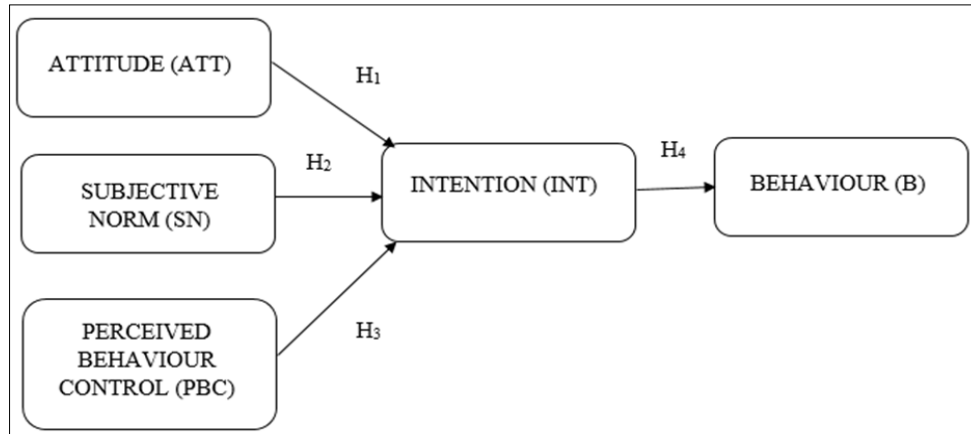 ATTITUDE (ATT)
H₁
SUBJECTIVE
NORM (SN)
H₂
PERCEIVED
BEHAVIOUR
CONTROL (PBC)
H₃
INTENTION (INT)
H₄
BEHAVIOUR (B)